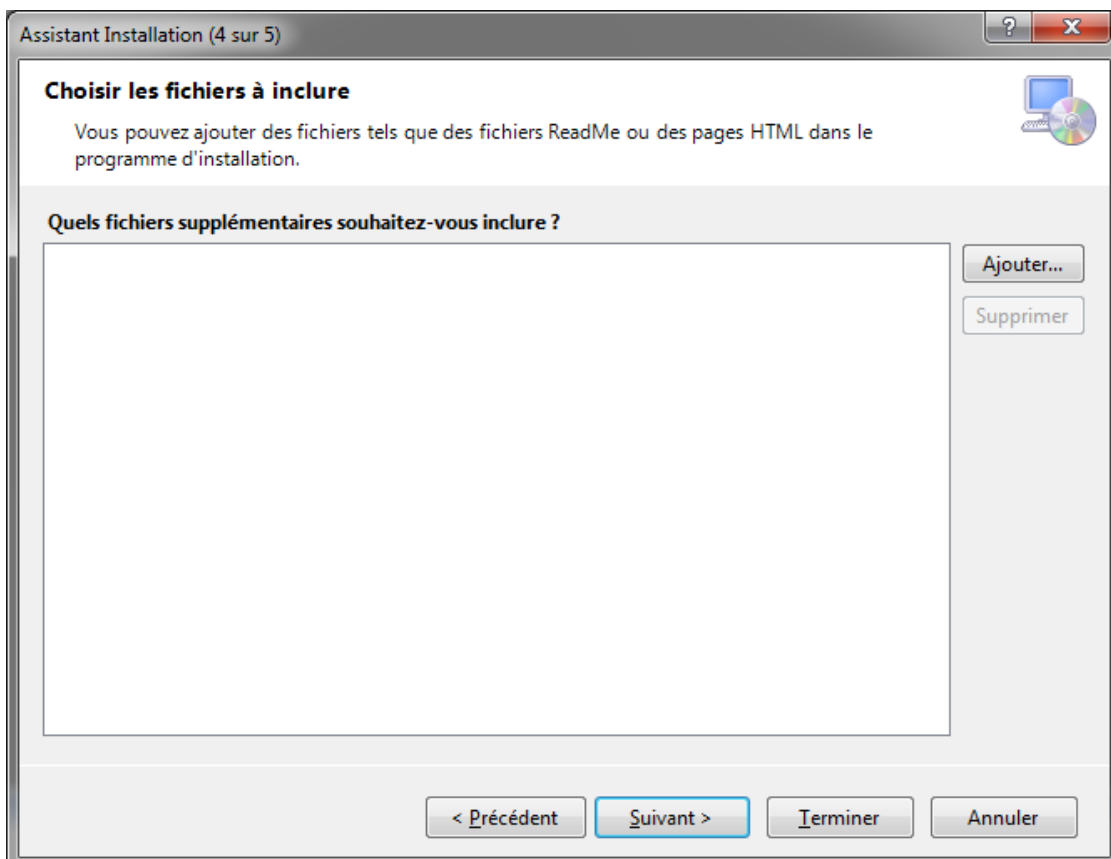 Assistant Installation (4 sur 5)
Choisir les fichiers à inclure
Vous pouvez ajouter des fichiers tels que des fichiers ReadMe ou des pages HTML dans le
programme d'installation.
Quels fichiers supplémentaires souhaitez-vous inclure ?
Ajouter...
Supprimer
< Précédent
Suivant >
Terminer
Annuler